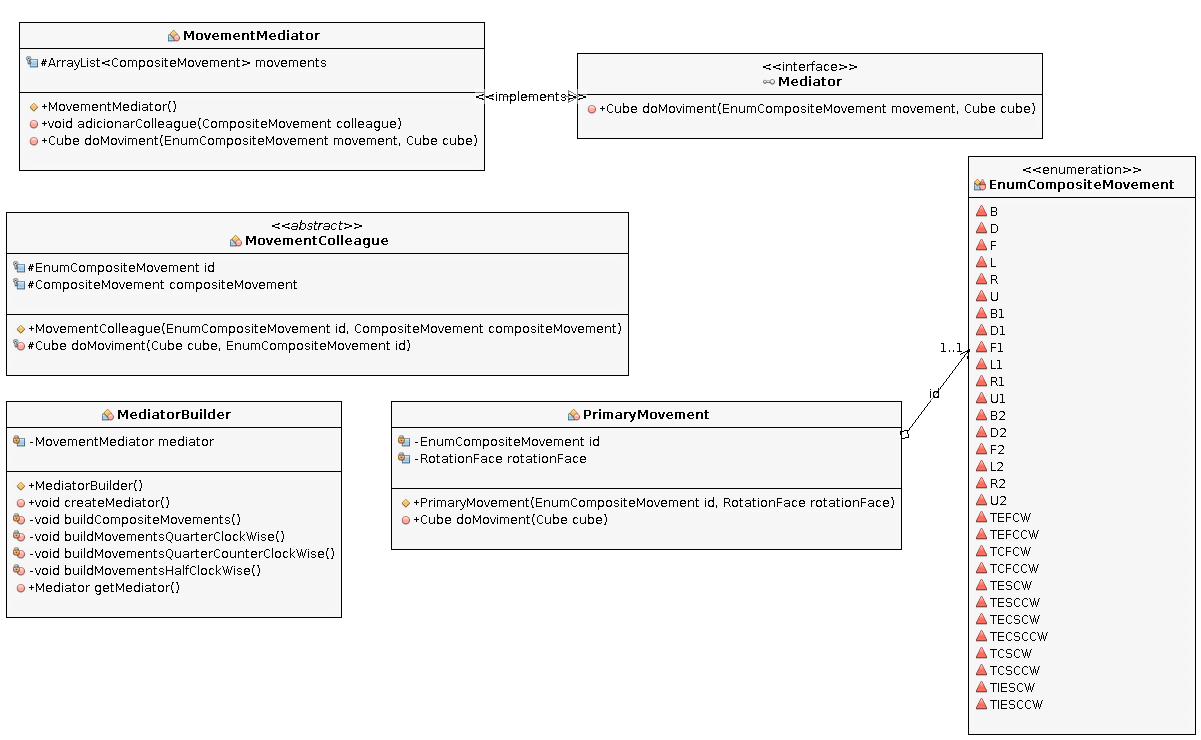 MovementMediator
#ArrayList<CompositeMovement> movements
+MovementMediator()
+void adicionarColleague(CompositeMovement colleague)
+Cube doMoviment(EnumCompositeMovement movement, Cube cube)
<<implements>>
<<interface>>
Mediator
+Cube doMoviment(EnumCompositeMovement movement, Cube cube)
<<abstract>>
MovementColleague
#EnumCompositeMovement id
#CompositeMovement compositeMovement
+MovementColleague(EnumCompositeMovement id, CompositeMovement compositeMovement)
#Cube doMoviment(Cube cube, EnumCompositeMovement id)
MediatorBuilder
-MovementMediator mediator
+MediatorBuilder()
+void createMediator()
-void buildCompositeMovements()
-void buildMovementsQuarterClockWise()
-void buildMovementsQuarterCounterClockWise()
-void buildMovementsHalfClockWise()
+Mediator getMediator()
PrimaryMovement
-EnumCompositeMovement id
-RotationFace rotationFace
+PrimaryMovement(EnumCompositeMovement id, RotationFace rotationFace)
+Cube doMoviment(Cube cube)
1..1
id
<<enumeration>>
EnumCompositeMovement
B
D
F
L
R
U
B1
D1
F1
L1
R1
U1
B2
D2
F2
L2
R2
U2
TEFCW
TEFCCW
TCFCW
TCFCCW
TESCW
TESCCW
TECSCW
TECSCCW
TCSCW
TCSCCW
TIESCW
TIESCCW